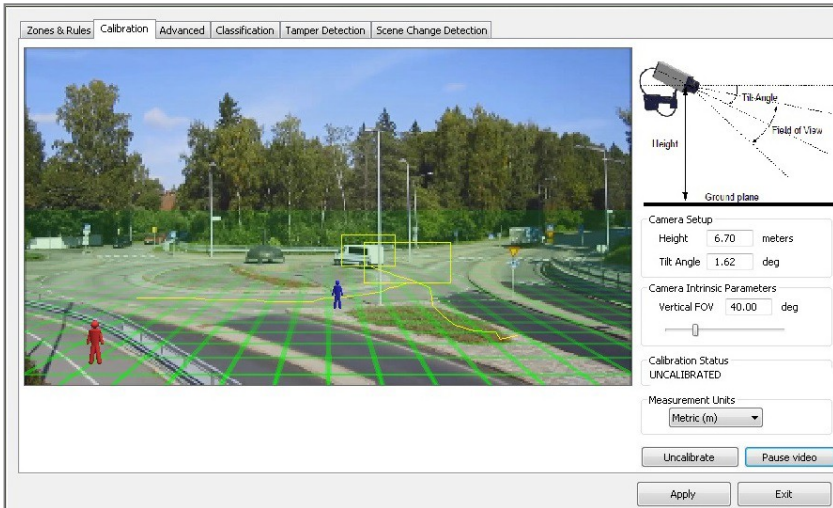 Zones & Rules Calibration Advanced Classification Tamper Detection Scene Change Detection
Tilt Angle
Field of View
Height
Ground plane
Camera Setup
Height 6.70 meters
Tilt Angle 1.62 deg
Camera Intrinsic Parameters
Vertical FOV 40.00 deg
Calibration Status
UNCALIBRATED
Measurement Units
Metric (m)
Uncalibrate Pause video
Apply Exit